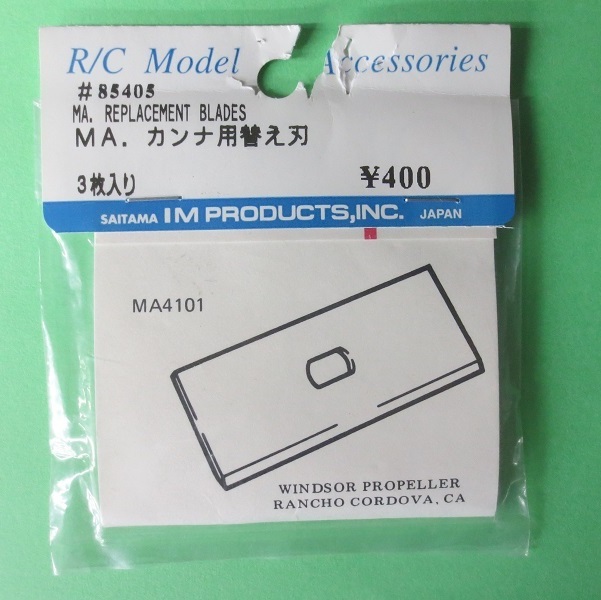 R/C Model Accessories
#85405
MA. REPLACEMENT BLADES
MA. カンナ用替え刃
3枚入り ¥400
SAITAMA IM PRODUCTS,INC. JAPAN
MA4101
WINDSOR PROPELLER
RANCHO CORDOVA, CA